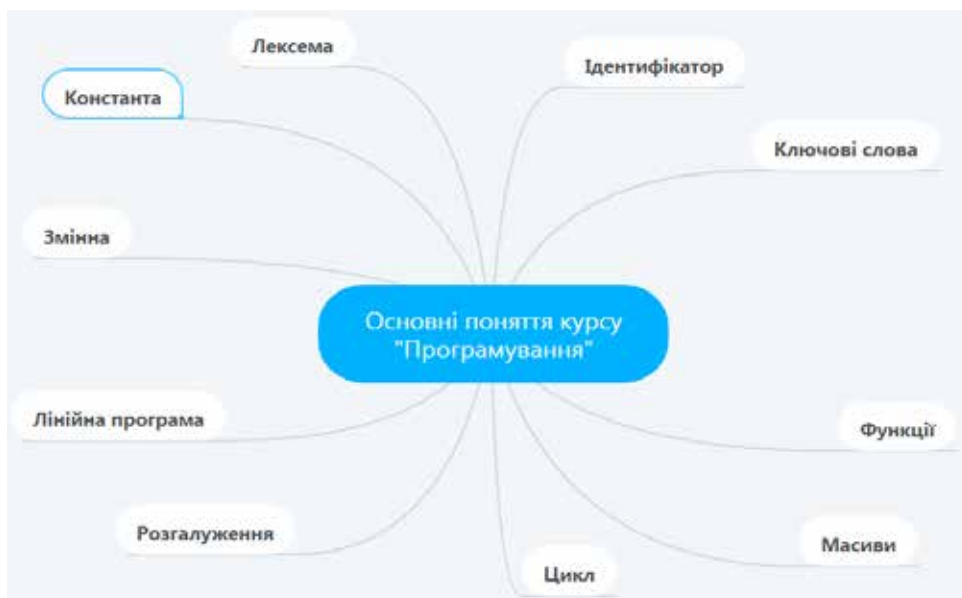 Лексема
Ідентифікатор
Константа
Ключові слова
Змінна
Основні поняття курсу
"Програмування"
Лінійна програма
Функції
Розгалуження
Масиви
Цикл